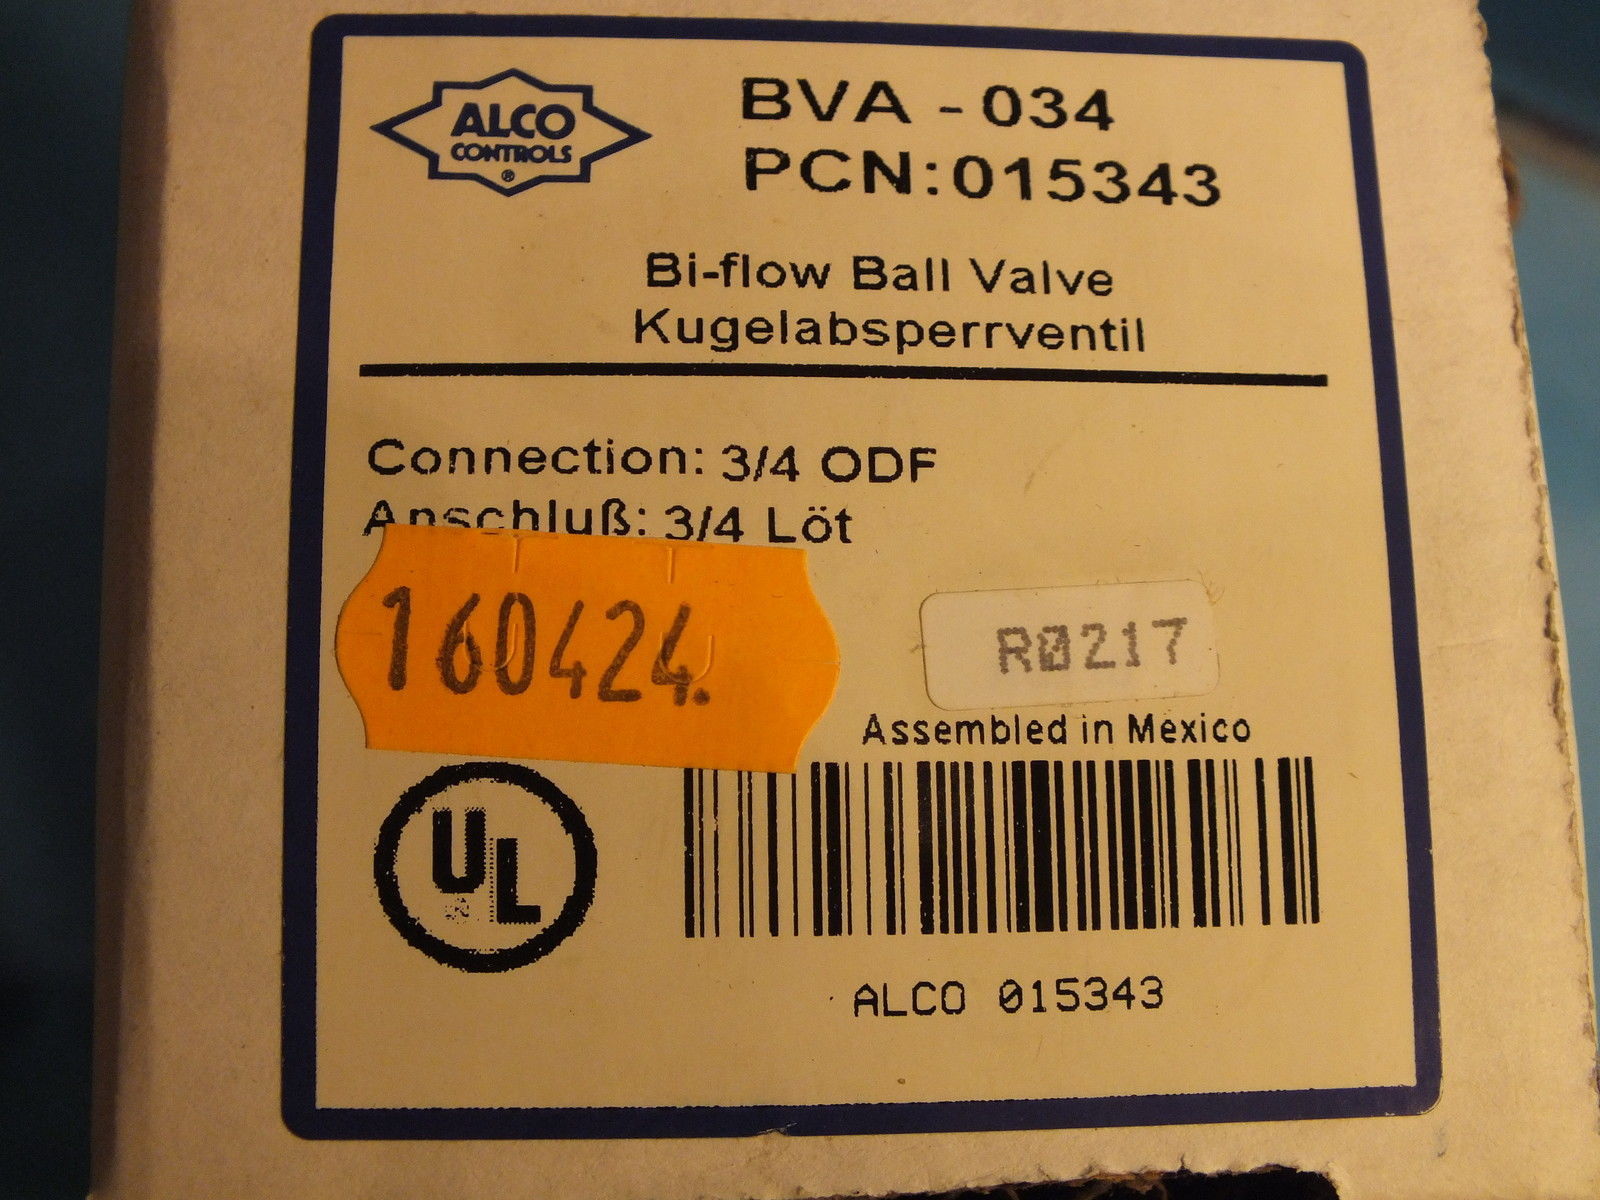 ALCO
CONTROLS
®
BVA - 034
PCN:015343
Bi-flow Ball Valve
Kugelabsperrventil
Connection: 3/4 ODF
Anschluß: 3/4 Löt
160424.
R0217
Assembled in Mexico
UL
ALCO 015343